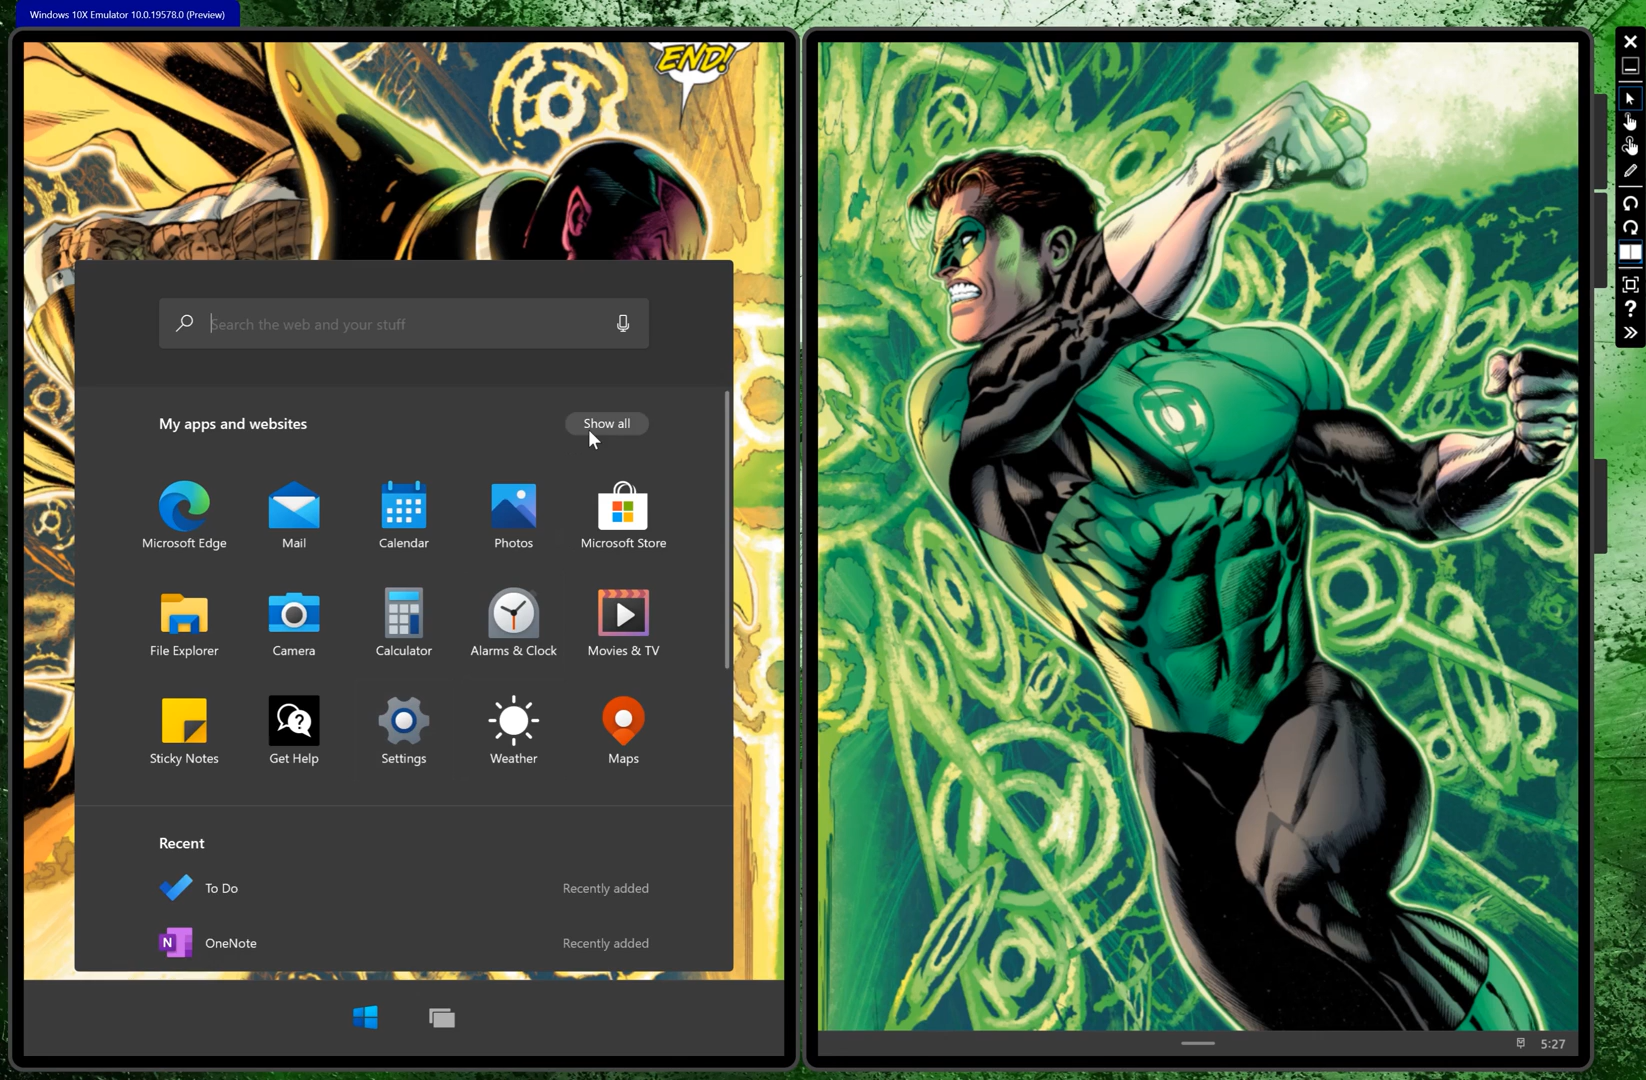 Windows 10X Emulator 10.0.19578.0 (Preview)
END!
Search the web and your stuff
My apps and websites
Show all
Microsoft Edge
Mail
Calendar
Photos
Microsoft Store
File Explorer
Camera
Calculator
Alarms & Clock
Movies & TV
Sticky Notes
Get Help
Settings
Weather
Maps
Recent
To Do
Recently added
N
OneNote
Recently added
5:27